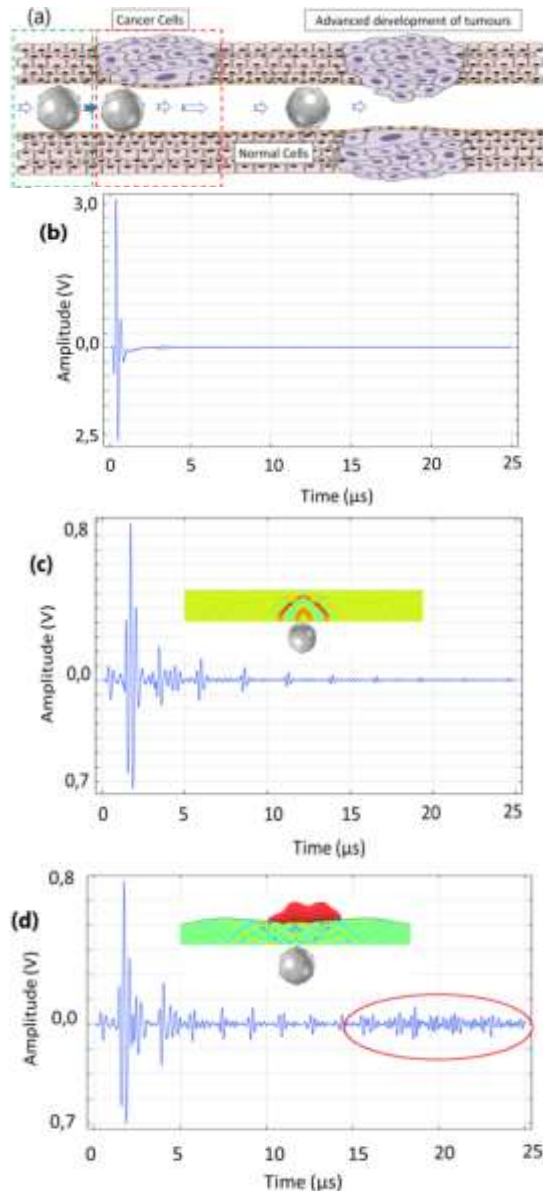 (a)
Cancer Cells
Advanced development of tumours
Normal Cells
(b)
3,0
0,0
2,5
Amplitude (V)
0 5 10 15 20 25
Time (μs)
(c)
0,8
0,0
0,7
Amplitude (V)
0 5 10 15 20 25
Time (μs)
(d)
0,8
0,0
0,7
Amplitude (V)
0 5 10 15 20 25
Time (μs)